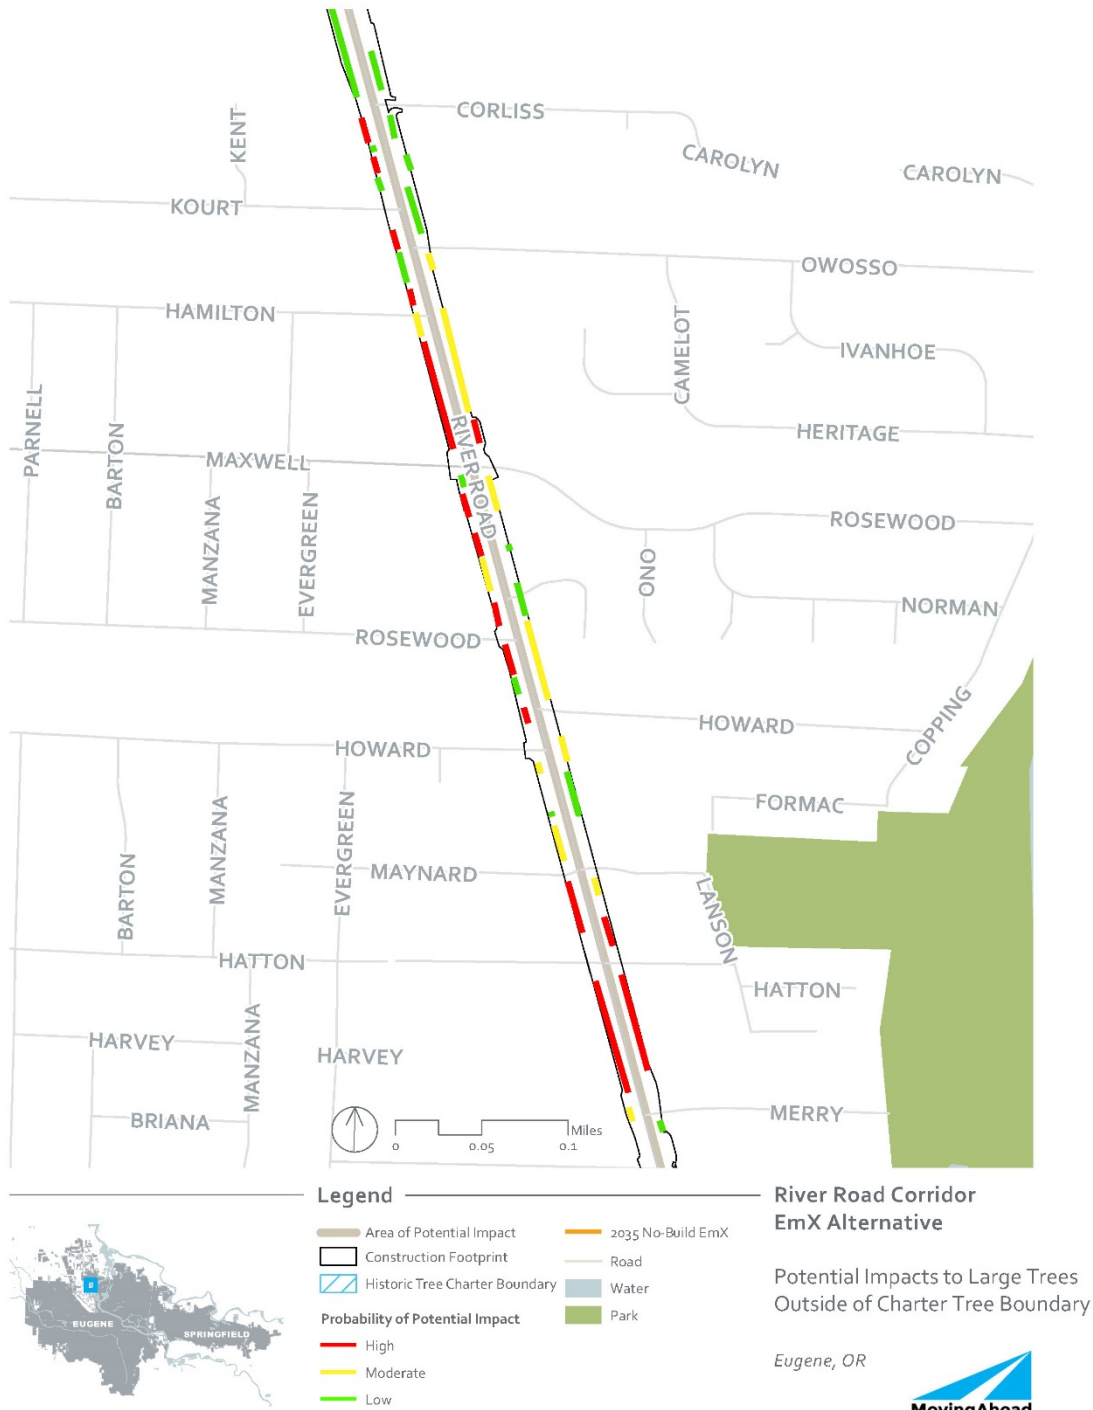 CORLISS
KENT
CAROLYN
CAROLYN
KOURT
OWOSSO
HAMILTON
CAMELOT
IVANHOE
PARNELL
BARTON
RIVER ROAD
HERITAGE
MAXWELL
MANZANA
EVERGREEN
ROSEWOOD
ONO
NORMAN
ROSEWOOD
HOWARD
COPPING
HOWARD
FORMAC
BARTON
MANZANA
EVERGREEN
MAYNARD
LANSON
HATTON
HATTON
HARVEY
MANZANA
HARVEY
BRIANA
MERRY
Miles
0
0.05
0.1
Legend
Area of Potential Impact
Construction Footprint
Historic Tree Charter Boundary
Probability of Potential Impact
High
Moderate
Low
2035 No-Build EmX
Road
Water
Park
EUGENE
SPRINGFIELD
River Road Corridor
EmX Alternative
Potential Impacts to Large Trees
Outside of Charter Tree Boundary
Eugene, OR
MovingAhead